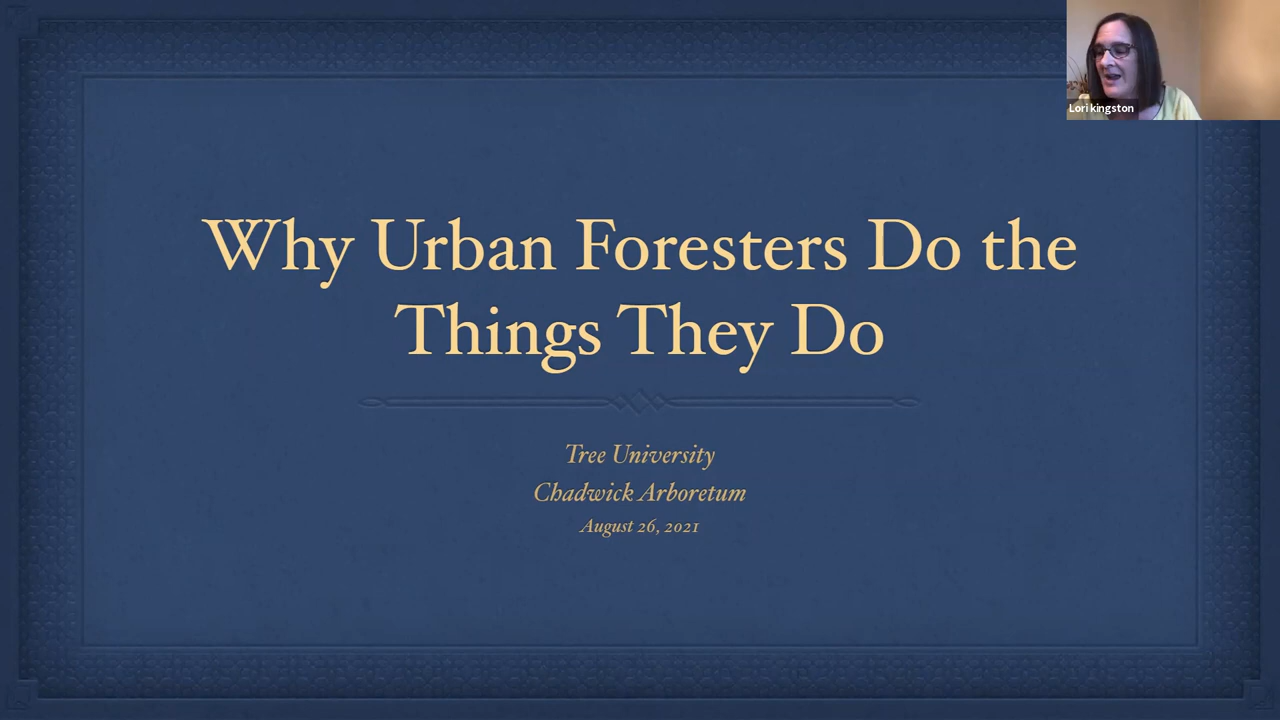 Lori kingston
Why Urban Foresters Do the
Things They Do
Tree University
Chadwick Arboretum
August 26, 2021